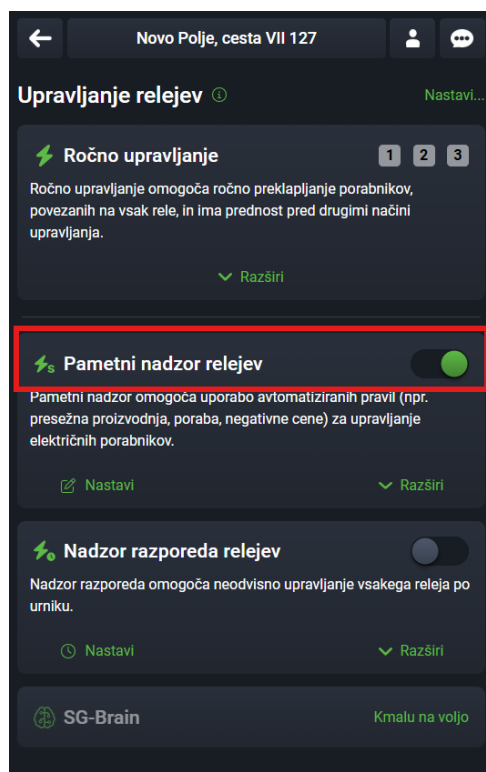 Novo Polje, cesta VII 127
Upravljanje relejev
Nastavi...
Ročno upravljanje 1 2 3
Ročno upravljanje omogoča ročno preklapljanje porabnikov,
povezanih na vsak rele, in ima prednost pred drugimi načini
upravljanja.
Razširi
Pametni nadzor relejev
Pametni nadzor omogoča uporabo avtomatiziranih pravil (npr.
presežna proizvodnja, poraba, negativne cene) za upravljanje
električnih porabnikov.
Nastavi
Razširi
Nadzor razporeda relejev
Nadzor razporeda omogoča neodvisno upravljanje vsakega releja po
urniku.
Nastavi
Razširi
SG-Brain
Kmalu na voljo